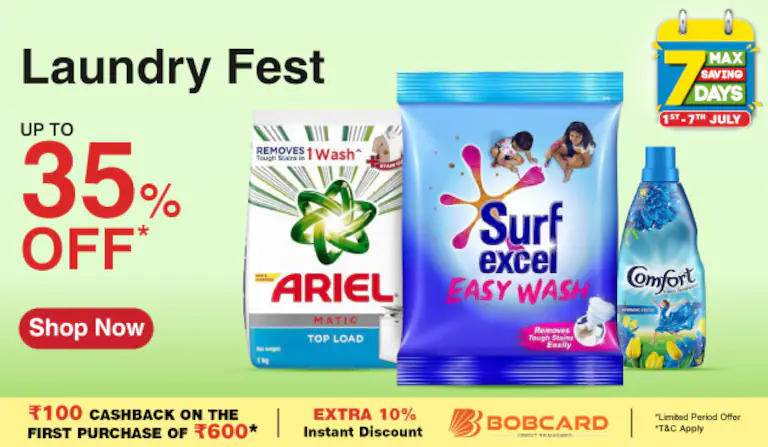 Laundry Fest
UP TO
35%
OFF*
Shop Now
7
MAX
SAVING
DAYS
1ST - 7TH JULY
REMOVES
Tough Stains in 1 Wash^
ARIEL
MATIC
TOP LOAD
Net weight:
1 kg
Surf
excel
EASY WASH
Removes
Tough Stains
Easily
Comfort
₹100 CASHBACK ON THE
FIRST PURCHASE OF ₹600*
EXTRA 10%
Instant Discount
BOBCARD
*Limited Period Offer
*T&C Apply